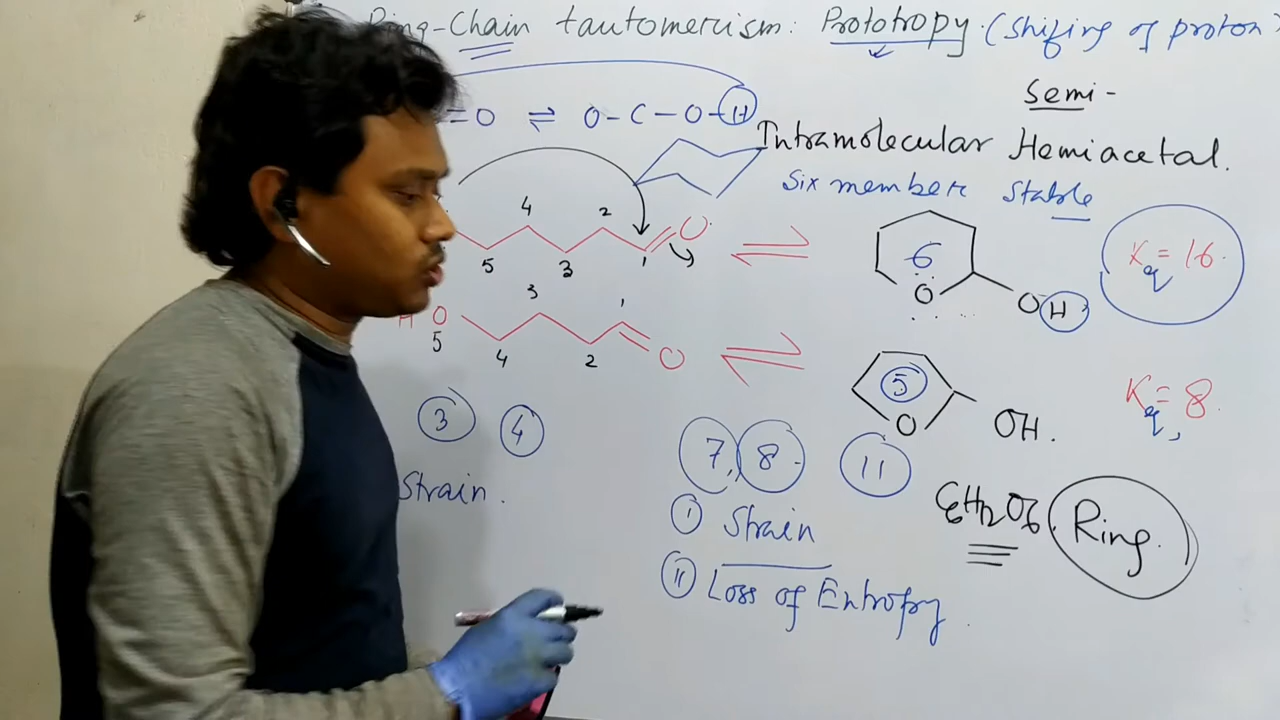 Ring-Chain tautomerism: Prototropy. (Shifing of proton)
Semi-
=O ⇌ O-C-O-H
Intramolecular Hemiacetal.
Six member Stable
4 2 O
5 3 1
⇌
6
O
OH
Keq = 16.
3 1
H O
5 4 2 O
⇌
5
O
OH.
Keq, = 8
3 4
7, 8 11
Strain.
i Strain
C6H12O6 Ring.
ii Loss of Entropy.